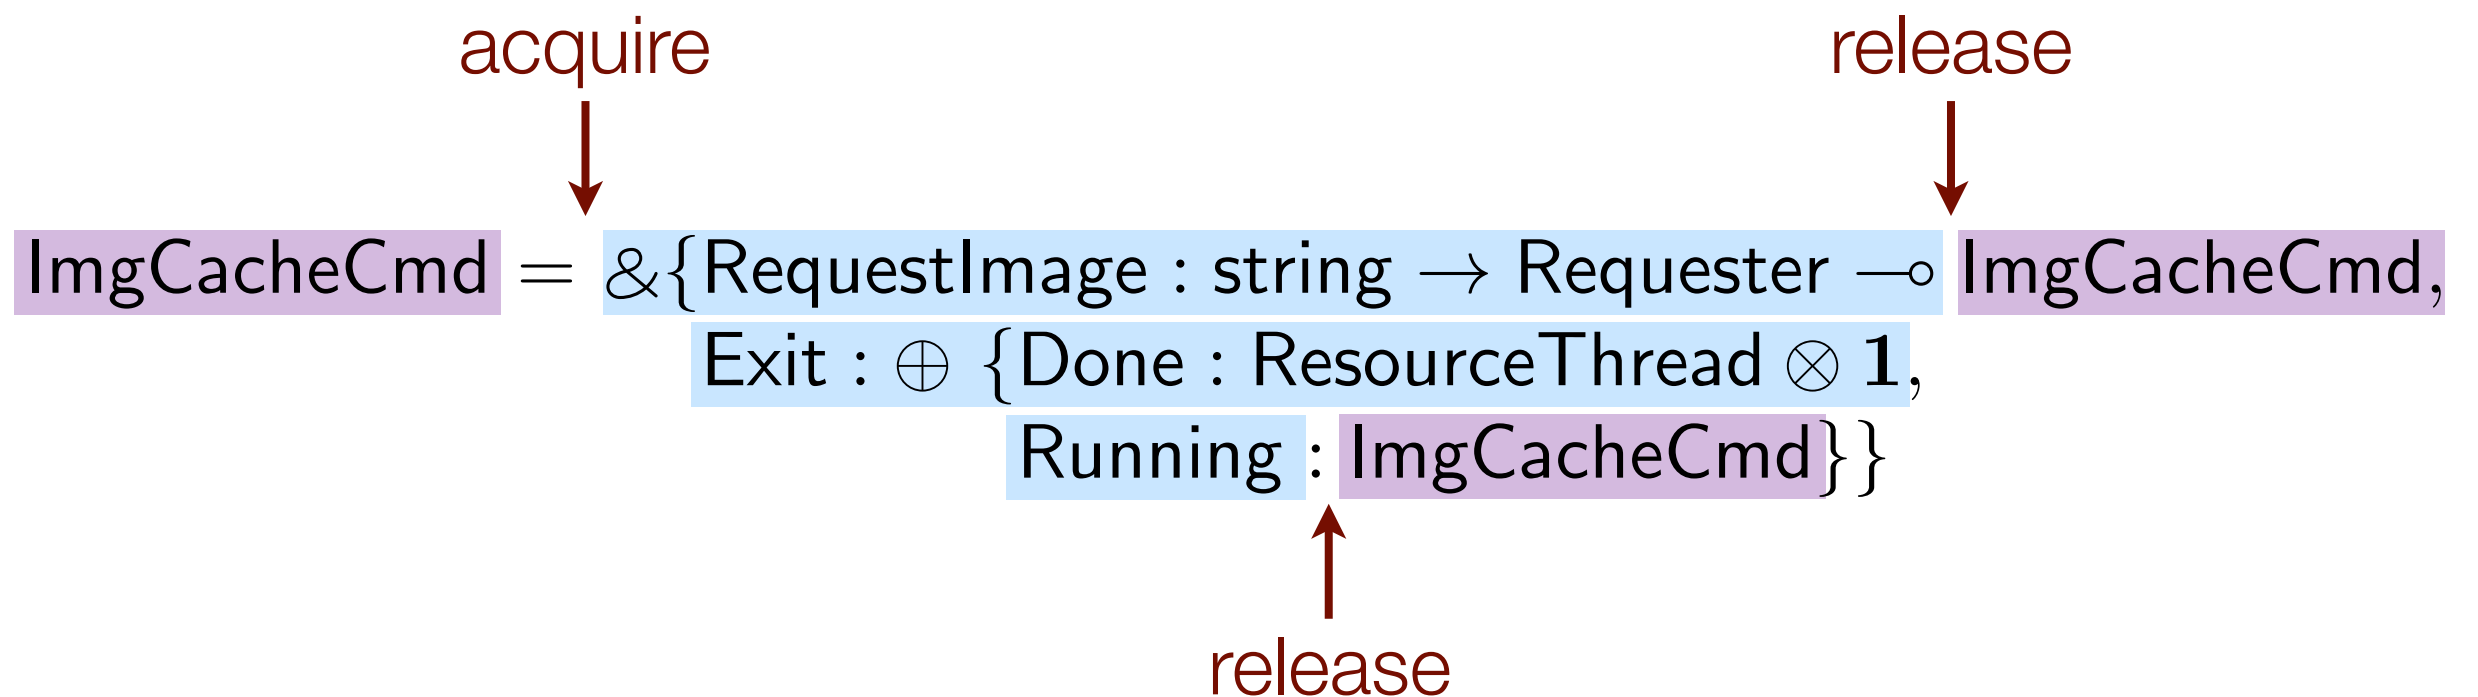 acquire release
ImgCacheCmd = &{RequestImage : string → Requester ⊸ ImgCacheCmd,
Exit : ⊕ {Done : ResourceThread ⊗ 1,
Running : ImgCacheCmd}}
release